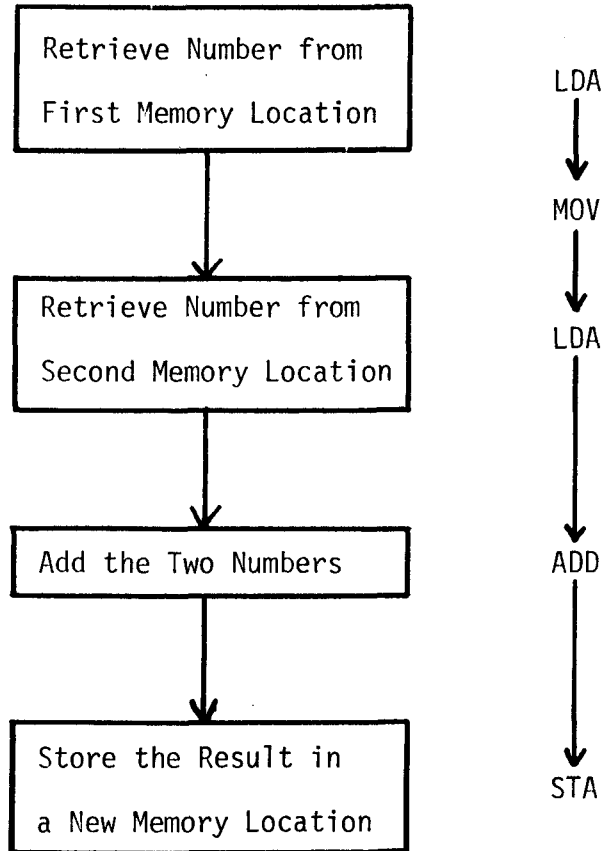 Retrieve Number from
First Memory Location
Retrieve Number from
Second Memory Location
Add the Two Numbers
Store the Result in
a New Memory Location
LDA
MOV
LDA
ADD
STA